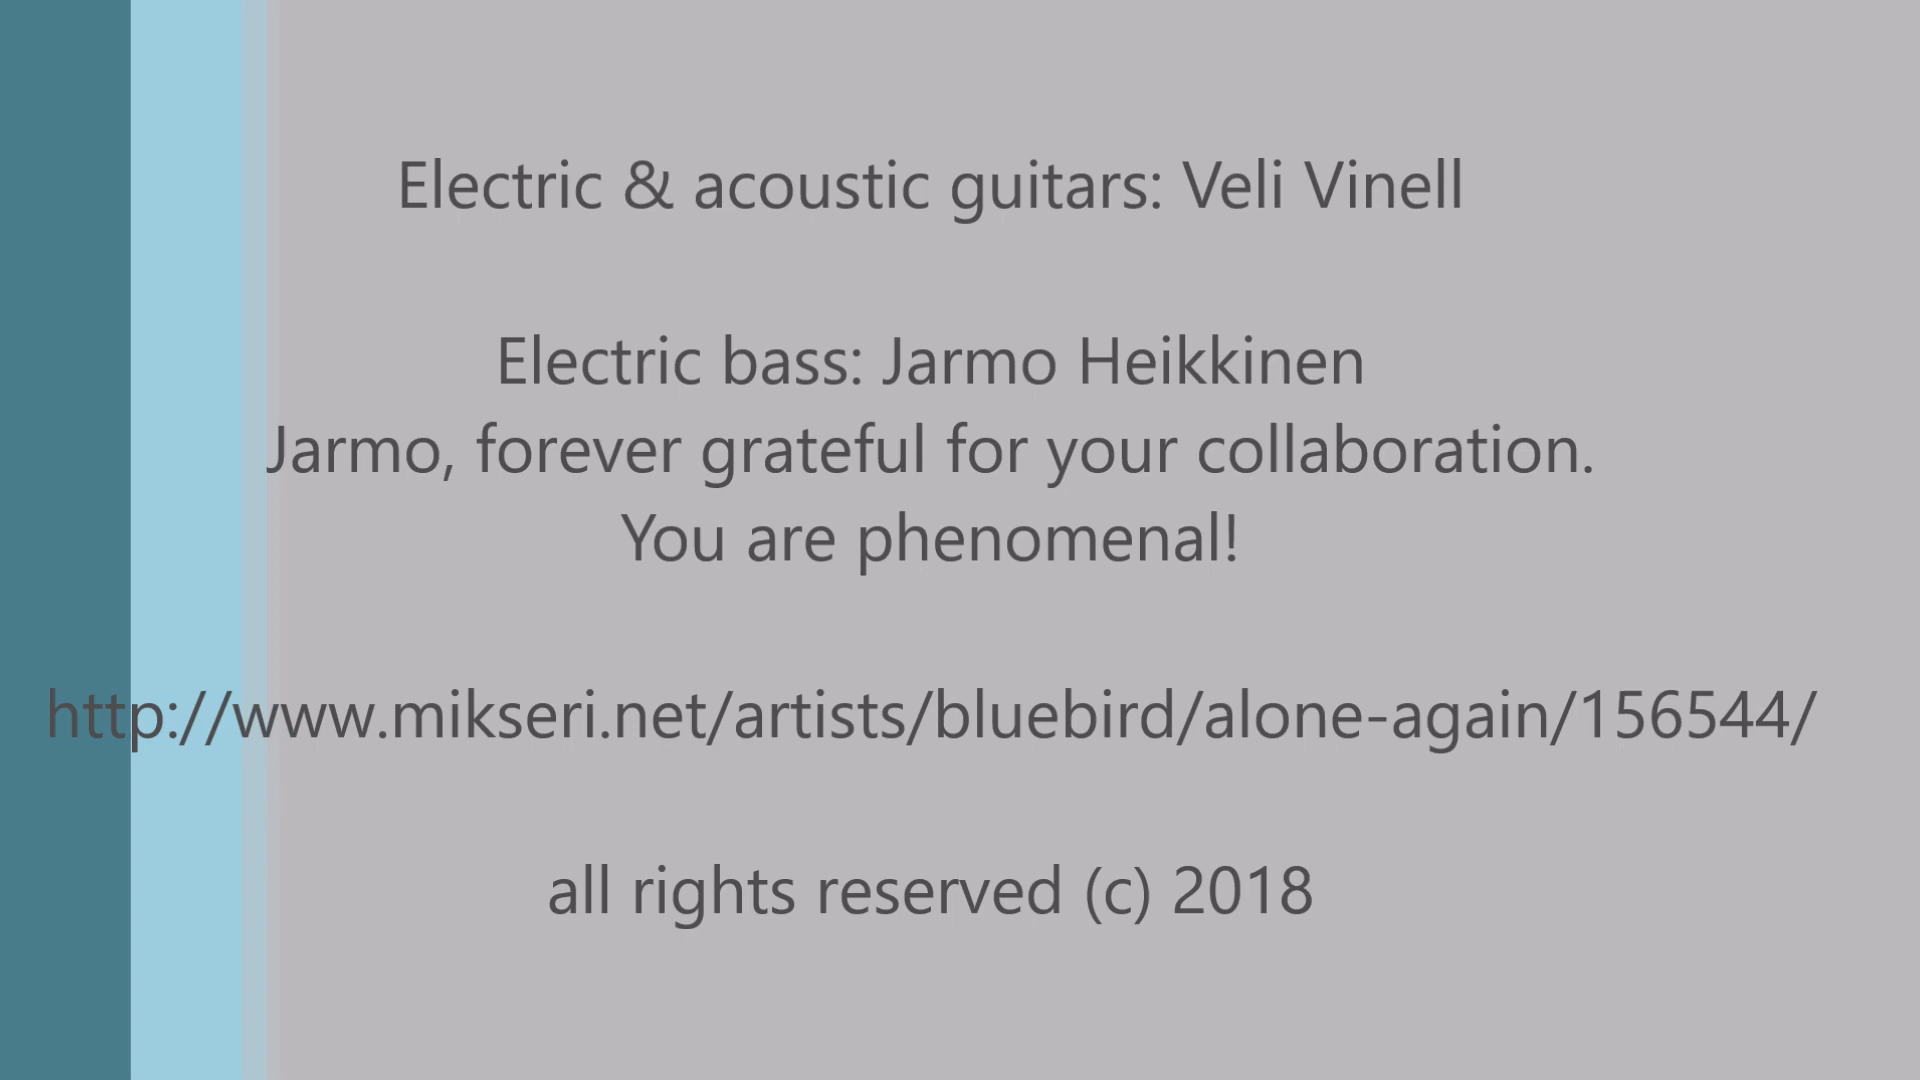 Electric & acoustic guitars: Veli Vinell
Electric bass: Jarmo Heikkinen
Jarmo, forever grateful for your collaboration.
You are phenomenal!
http://www.mikseri.net/artists/bluebird/alone-again/156544/
all rights reserved (c) 2018